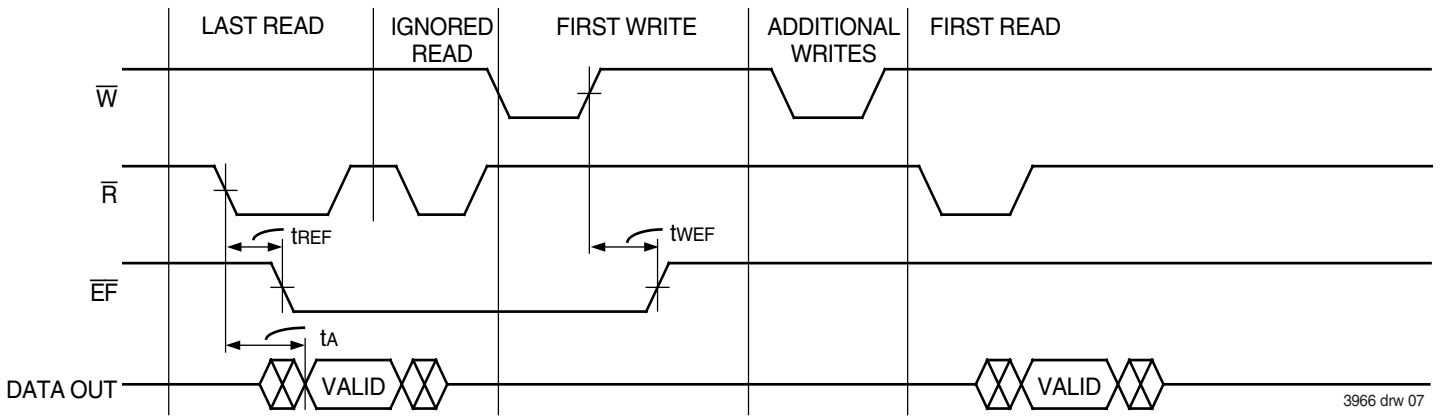 LAST READ
IGNORED
READ
FIRST WRITE
ADDITIONAL
WRITES
FIRST READ
W
R
tREF
tWEF
EF
tA
DATA OUT
VALID
VALID
3966 drw 07